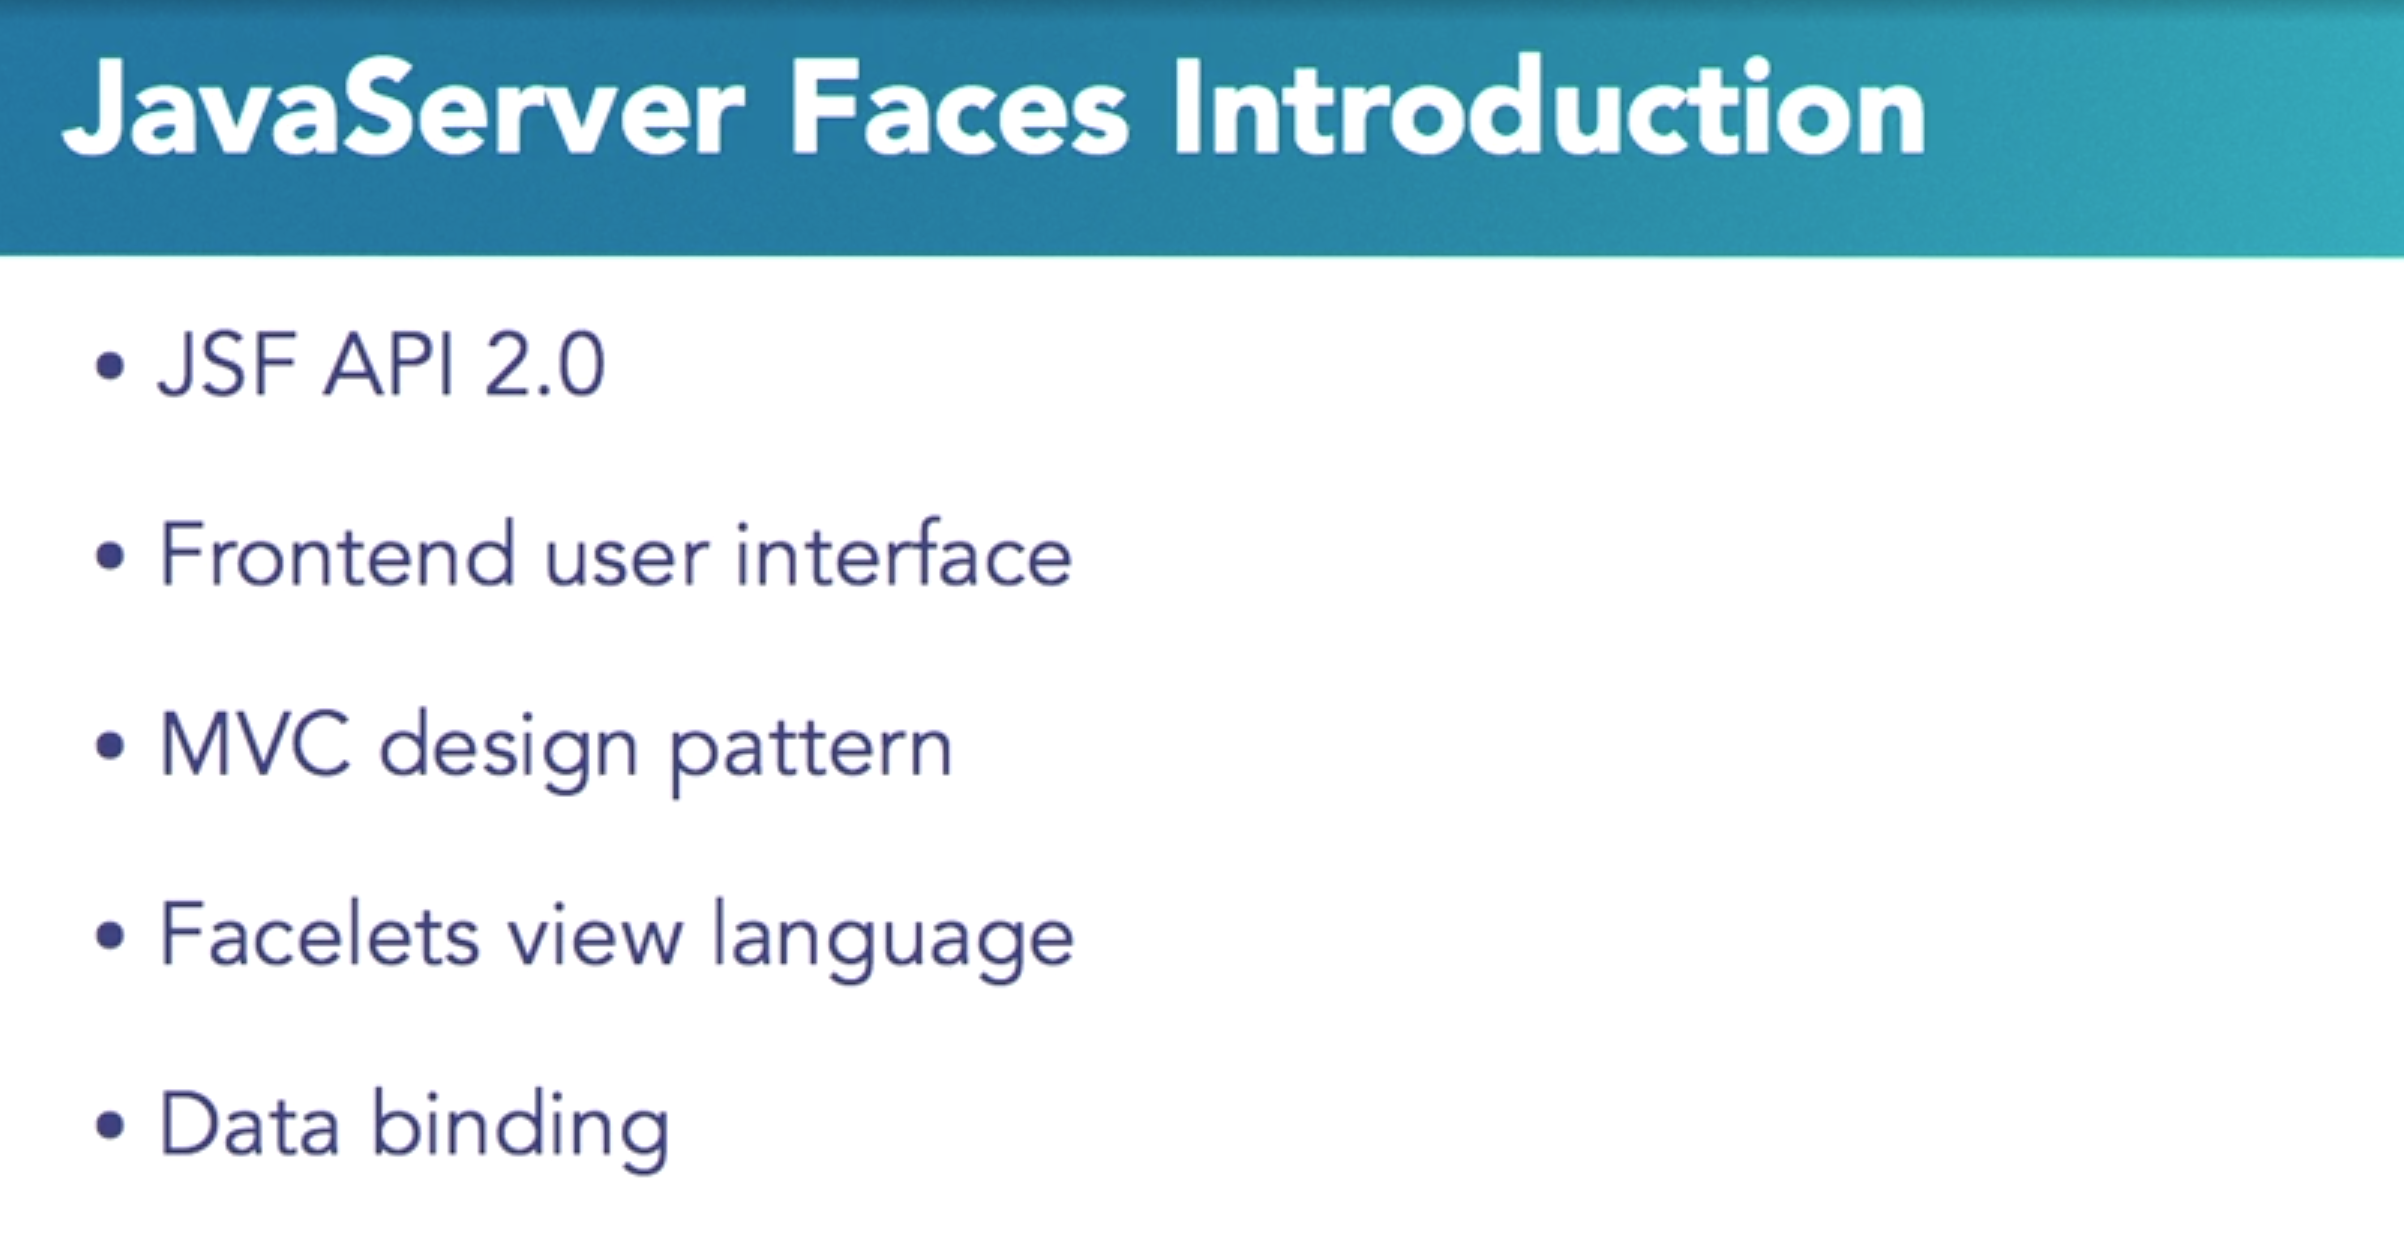 JavaServer Faces Introduction
• JSF API 2.0
• Frontend user interface
• MVC design pattern
• Facelets view language
• Data binding